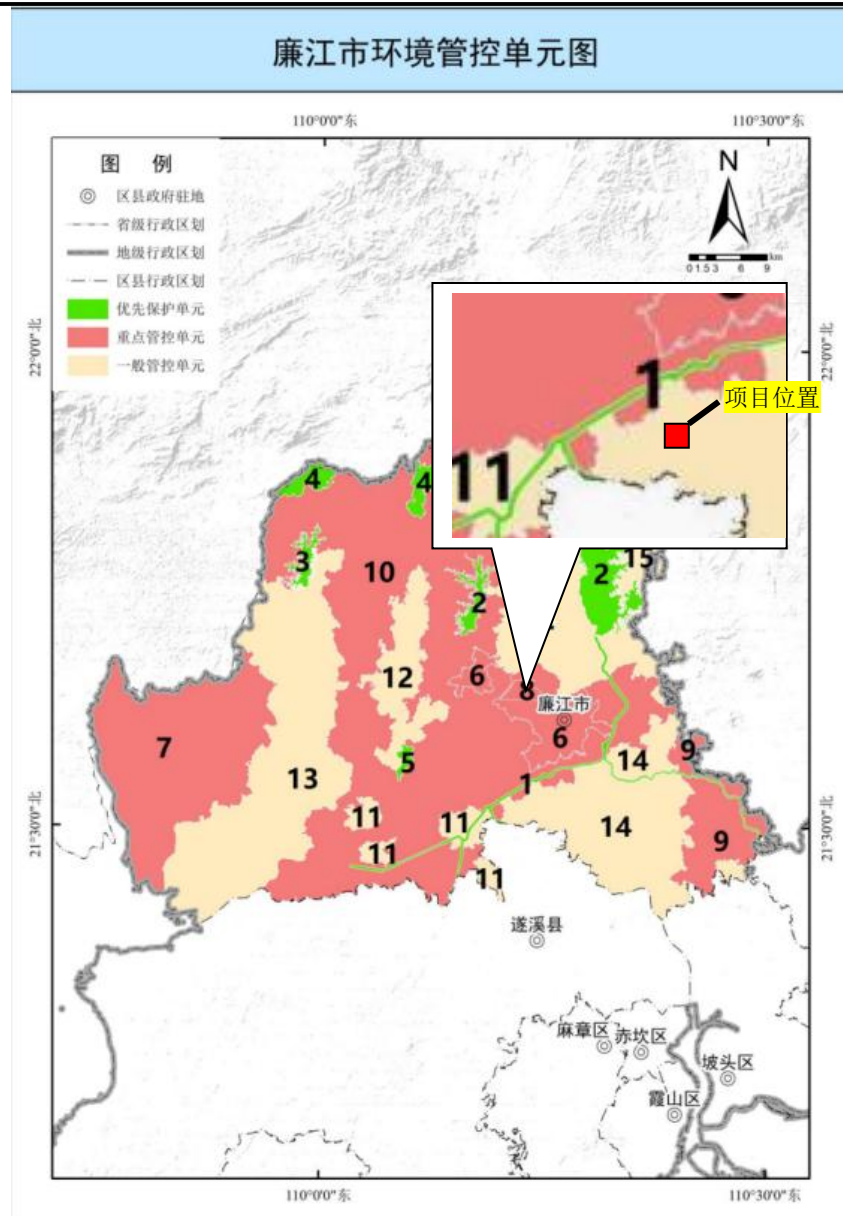 廉江市环境管控单元图
110°0'0"东
110°30'0"东
图 例
区县政府驻地
省级行政区划
地级行政区划
区县行政区划
优先保护单元
重点管控单元
一般管控单元
N
0 1.5 3 6 9 km
22°0'0"北
22°0'0"北
1
项目位置
11
4
4
3
10
2
2
15
12
6
8
廉江市
6
7
5
13
14
9
1
11
11
11
14
9
11
21°30'0"北
21°30'0"北
遂溪县
麻章区
赤坎区
坡头区
霞山区
110°0'0"东
110°30'0"东